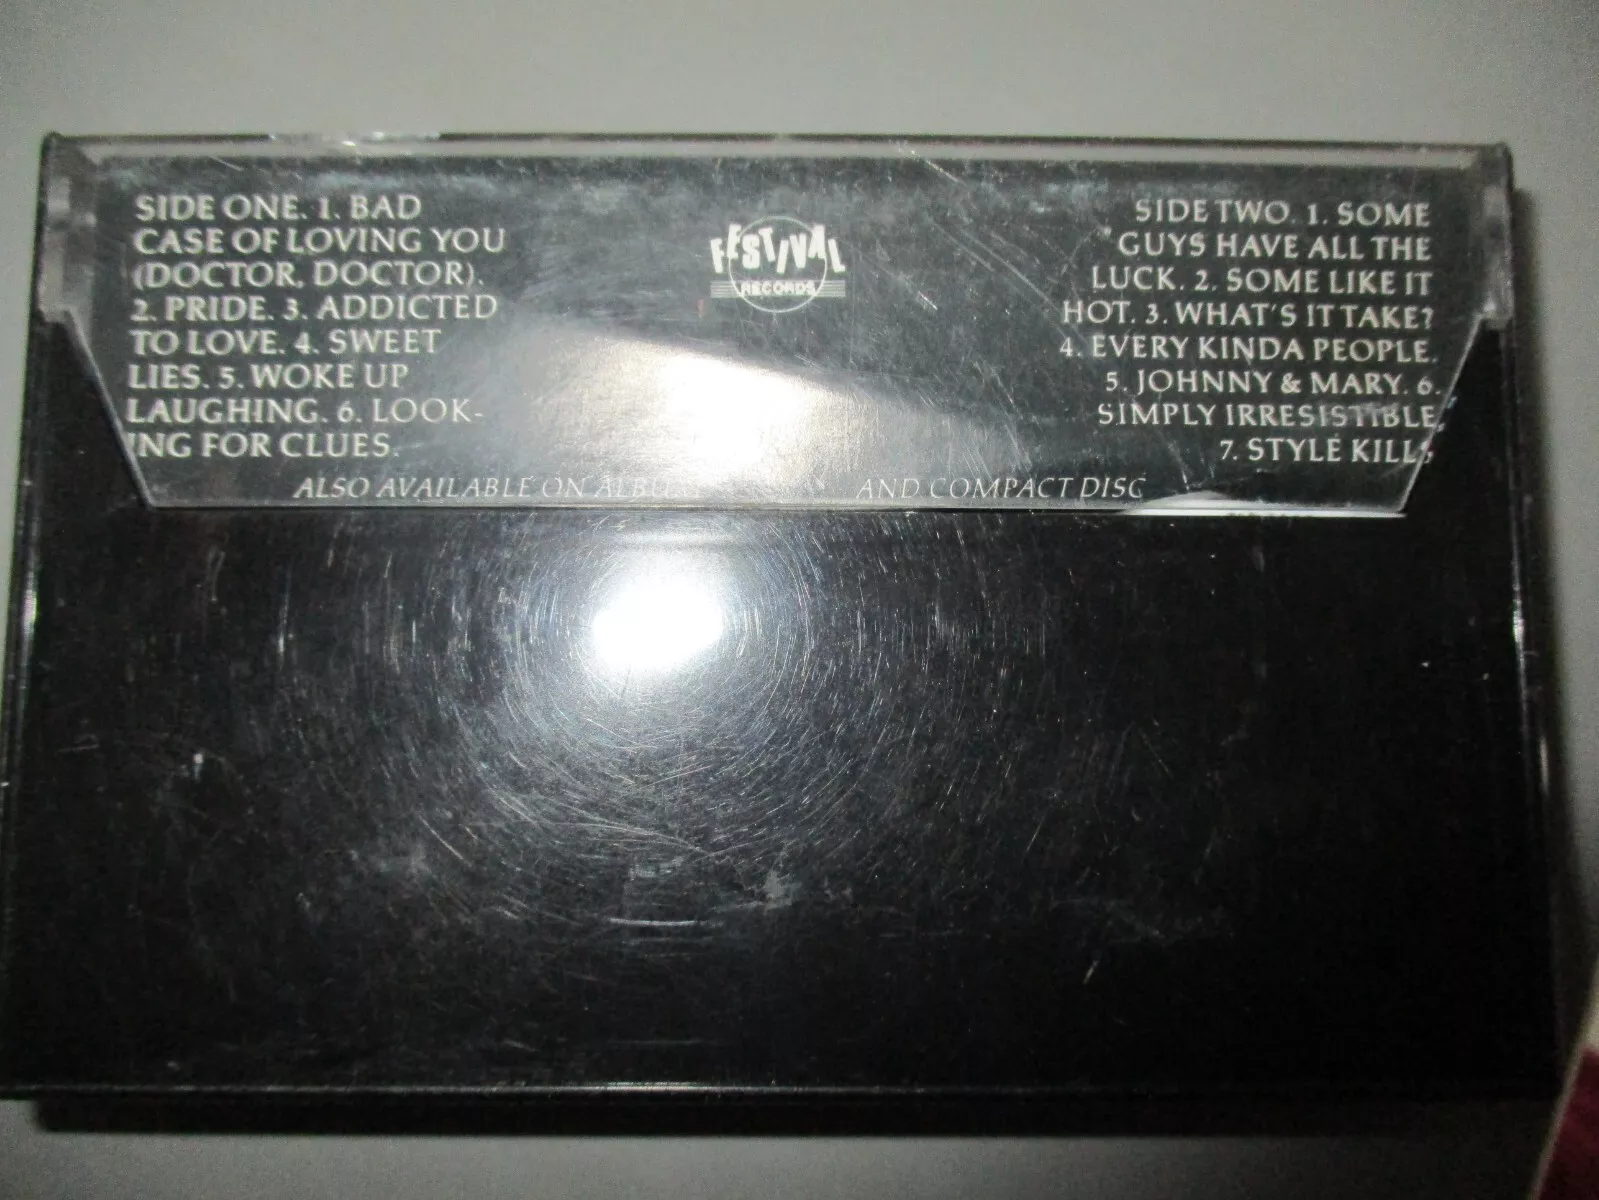 SIDE ONE. 1. BAD
CASE OF LOVING YOU
(DOCTOR, DOCTOR).
2. PRIDE. 3. ADDICTED
TO LOVE. 4. SWEET
LIES. 5. WOKE UP
LAUGHING. 6. LOOK-
ING FOR CLUES.
FESTIVAL
RECORDS
SIDE TWO. 1. SOME
GUYS HAVE ALL THE
LUCK. 2. SOME LIKE IT
HOT. 3. WHAT'S IT TAKE?
4. EVERY KINDA PEOPLE.
5. JOHNNY & MARY. 6.
SIMPLY IRRESISTIBLE.
7. STYLE KILLS
ALSO AVAILABLE ON AND COMPACT DISC